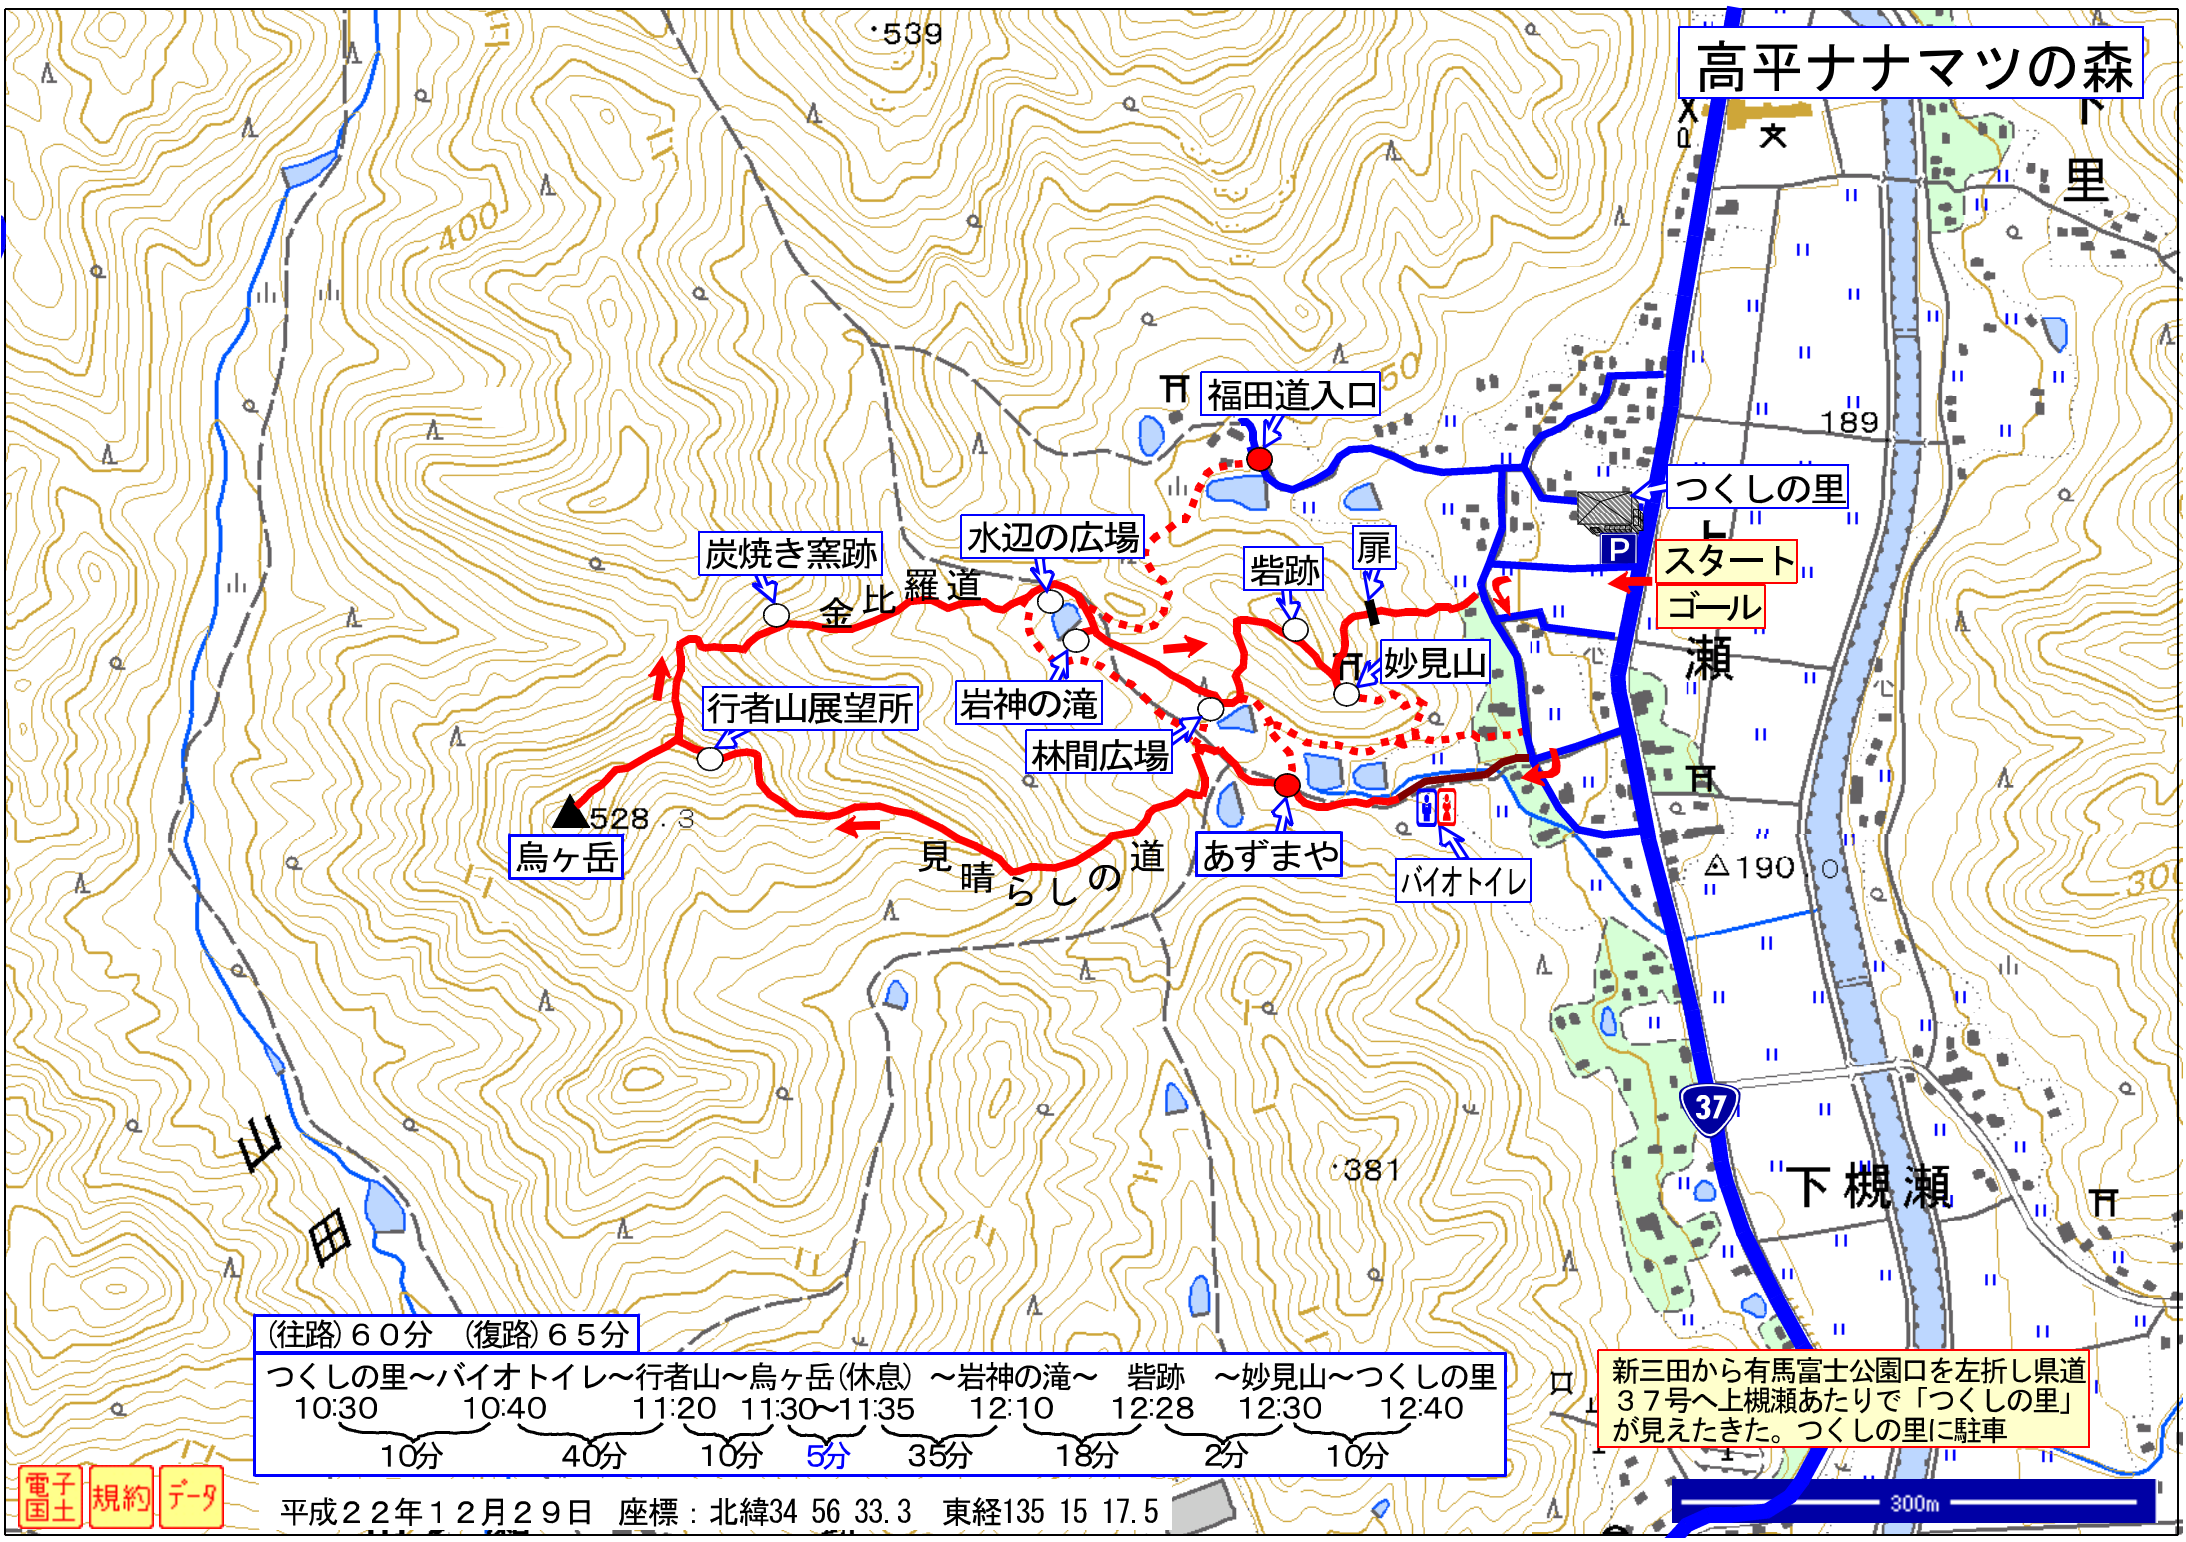 高平ナナマツの森
539
下
里
400
50
189
福田道入口
つくしの里
P
スタート
ゴール
上
瀬
水辺の広場
扉
砦跡
炭焼き窯跡
金比羅道
妙見山
岩神の滝
行者山展望所
林間広場
528.3
烏ヶ岳
見晴らしの道
あずまや
バイオトイレ
190 0
300
37
381
下槻瀬
山
田
(往路)60分 (復路)65分
つくしの里~バイオトイレ~行者山~烏ヶ岳(休息) ~岩神の滝~ 砦跡 ~妙見山~つくしの里
10:30 10:40 11:20 11:30~11:35 12:10 12:28 12:30 12:40
10分 40分 10分 5分 35分 18分 2分 10分
新三田から有馬富士公園口を左折し県道
37号へ上槻瀬あたりで「つくしの里」
が見えたきた。つくしの里に駐車
電子
国土
規約
データ
平成22年12月29日 座標:北緯34 56 33.3 東経135 15 17.5
300m